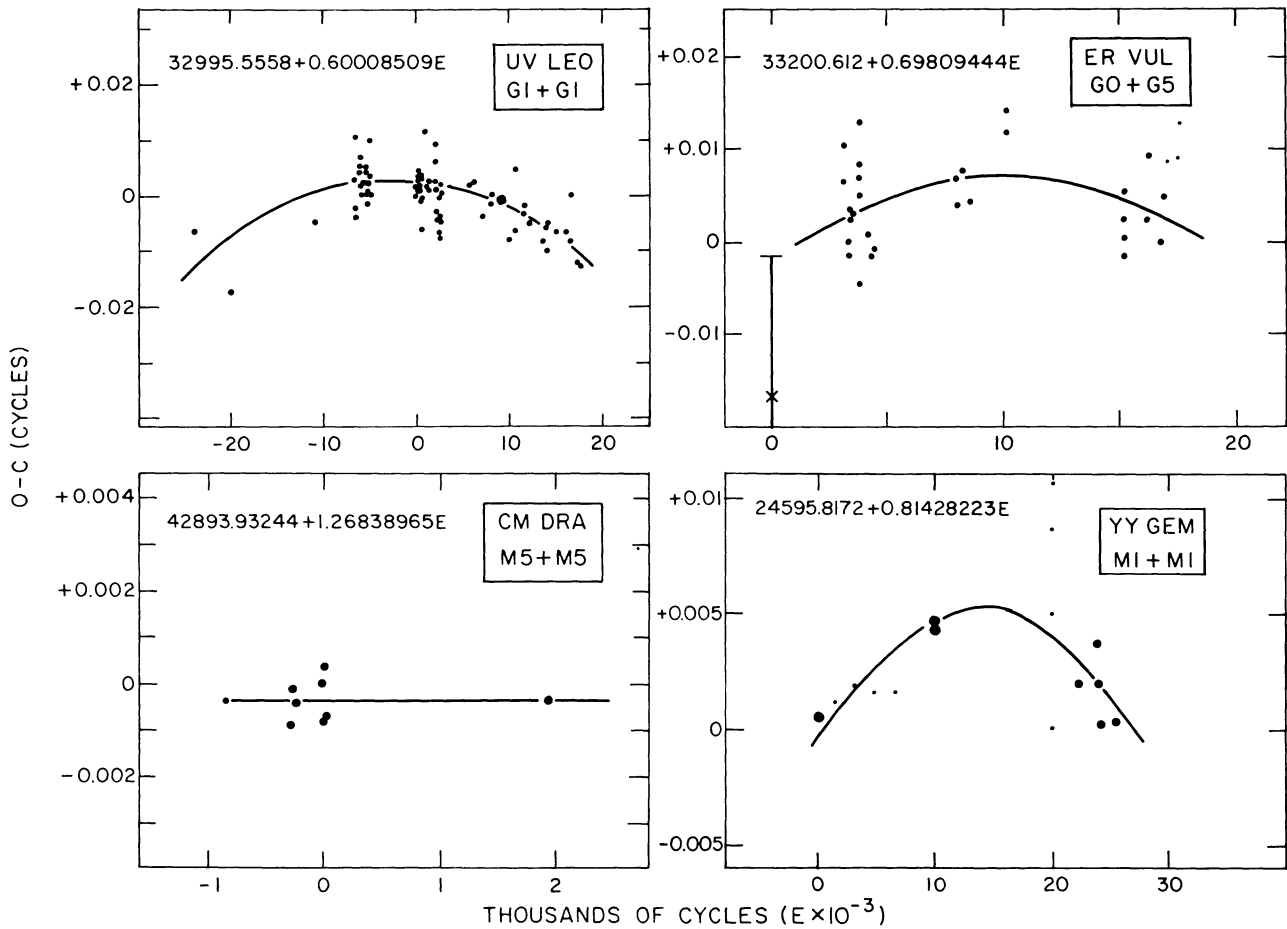 32995.5558+0.60008509E
UV LEO
G1+G1
+0.02
0
-0.02
-20 -10 0 10 20
33200.612+0.69809444E
ER VUL
G0+G5
+0.02
+0.01
0
-0.01
0 10 20
O-C (CYCLES)
42893.93244+1.26838965E
CM DRA
M5+M5
+0.004
+0.002
0
-0.002
-1 0 1 2
24595.8172+0.81428223E
YY GEM
M1+M1
+0.01
+0.005
0
-0.005
0 10 20 30
THOUSANDS OF CYCLES (E×10⁻³)